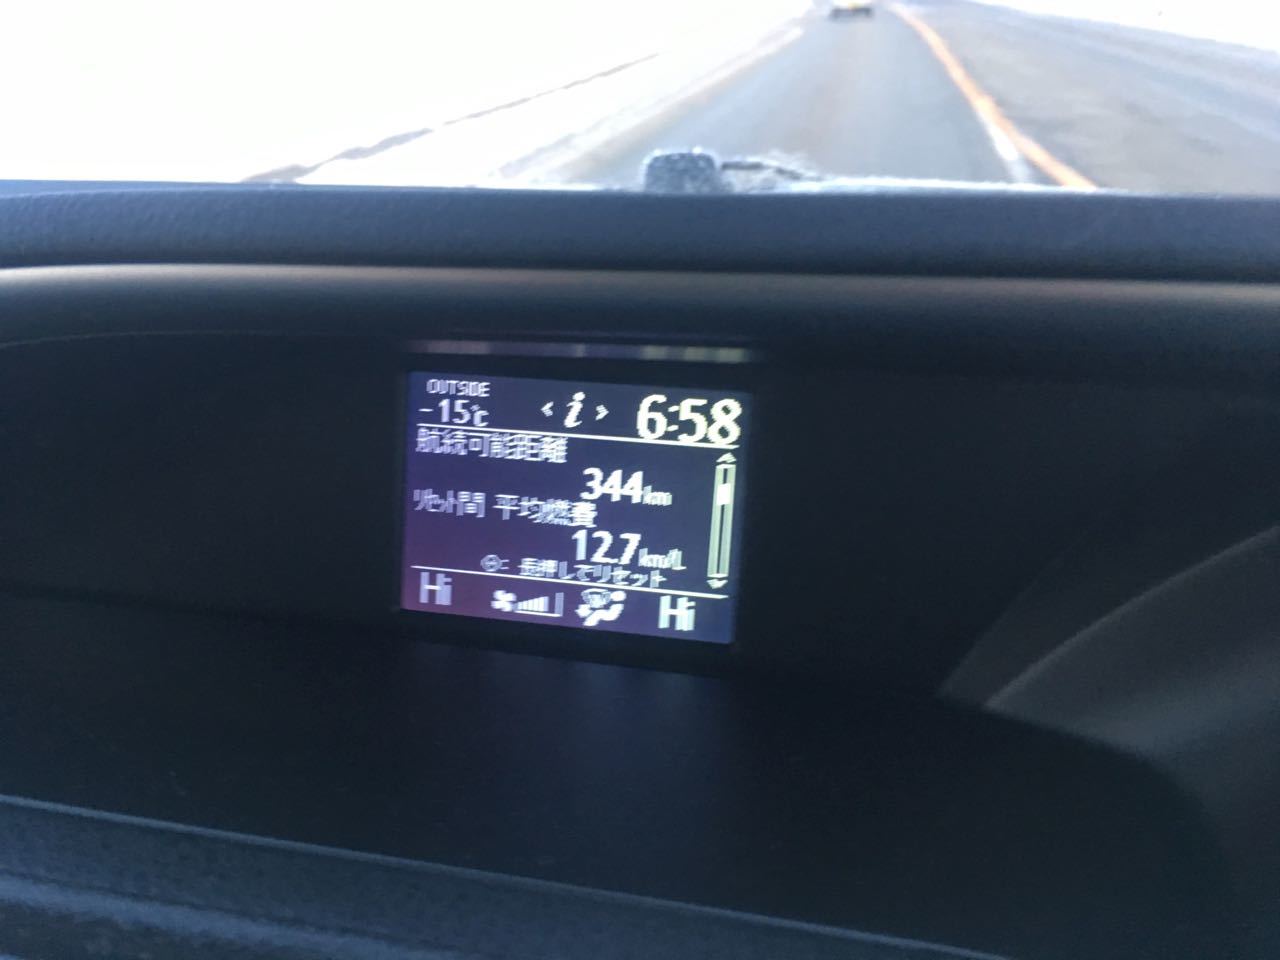 OUTSIDE
-15℃ < i > 6:58
航続可能距離
344km
リセット間 平均燃費
12.7km/L
: 長押しでリセット
Hi Hi